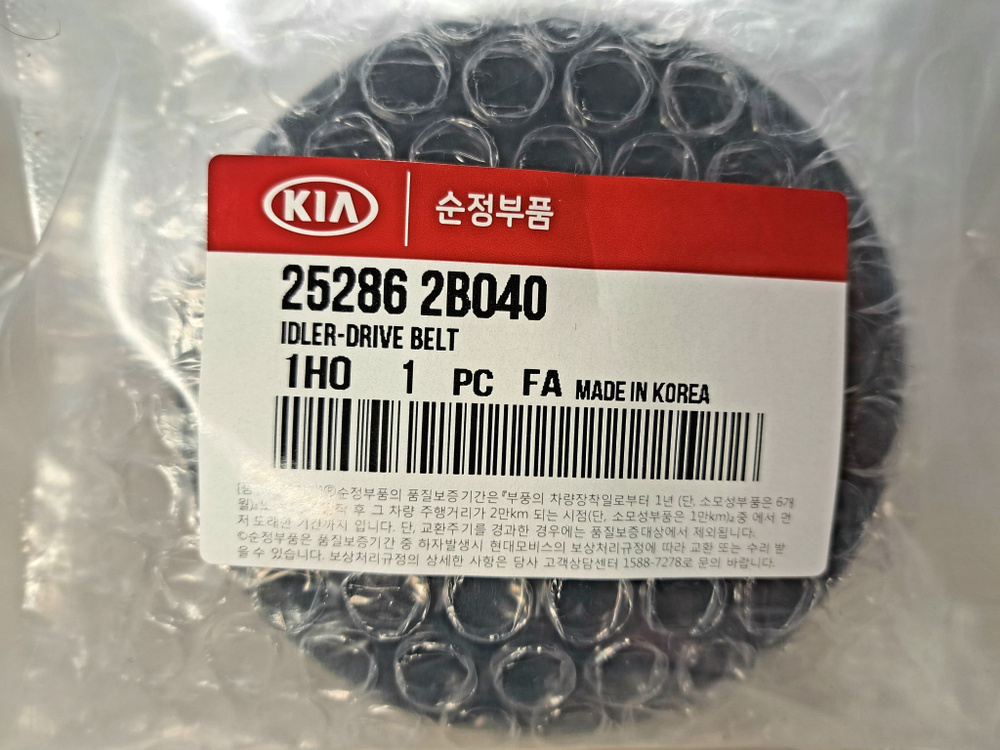 KIA 순정부품
25286 2B040
IDLER-DRIVE BELT
1H0 1 PC FA MADE IN KOREA
순정부품의 품질보증기간은『부품의 차량장착일로부터 1년 (단, 소모성부품은 6개
월) 후 그 차량 주행거리가 2만km 되는 시점(단, 소모성부품은 1만km)』중 에서 먼
저 도래한 기간까지 입니다. 단, 교환주기를 경과한 경우에는 품질보증대상에서 제외됩니다.
©순정부품은 품질보증기간 중 하자발생시 현대모비스의 보상처리규정에 따라 교환 또는 수리 받
을 수 있습니다. 보상처리규정의 상세한 사항은 당사 고객상담센터 1588-7278로 문의 바랍니다.